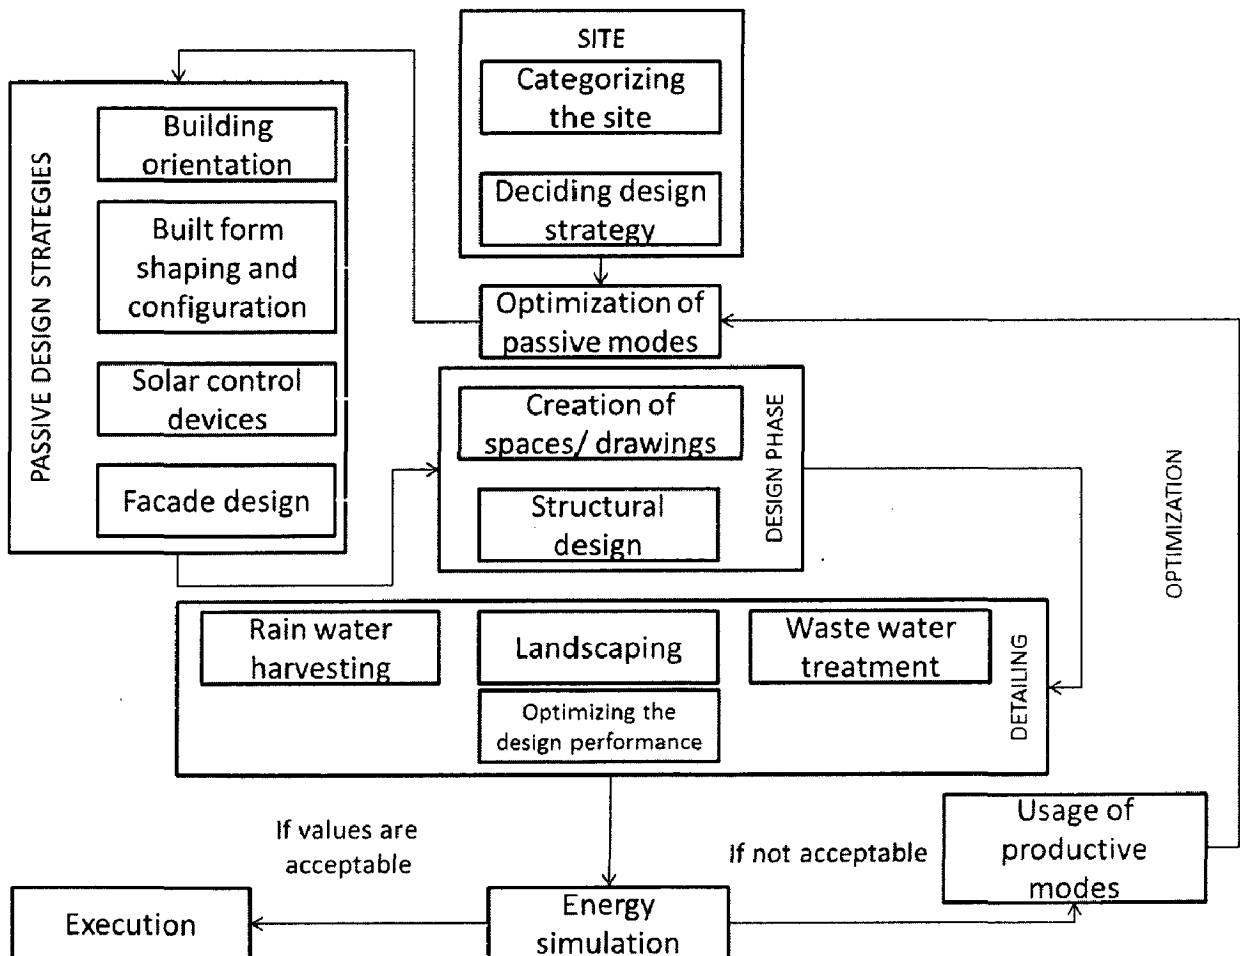 SITE
Categorizing
the site
Deciding design
strategy
PASSIVE DESIGN STRATEGIES
Building
orientation
Built form
shaping and
configuration
Solar control
devices
Facade design
Optimization of
passive modes
Creation of
spaces/ drawings
Structural
design
DESIGN PHASE
OPTIMIZATION
Rain water
harvesting
Landscaping
Waste water
treatment
Optimizing the
design performance
DETAILING
If values are
acceptable
If not acceptable
Usage of
productive
modes
Execution
Energy
simulation